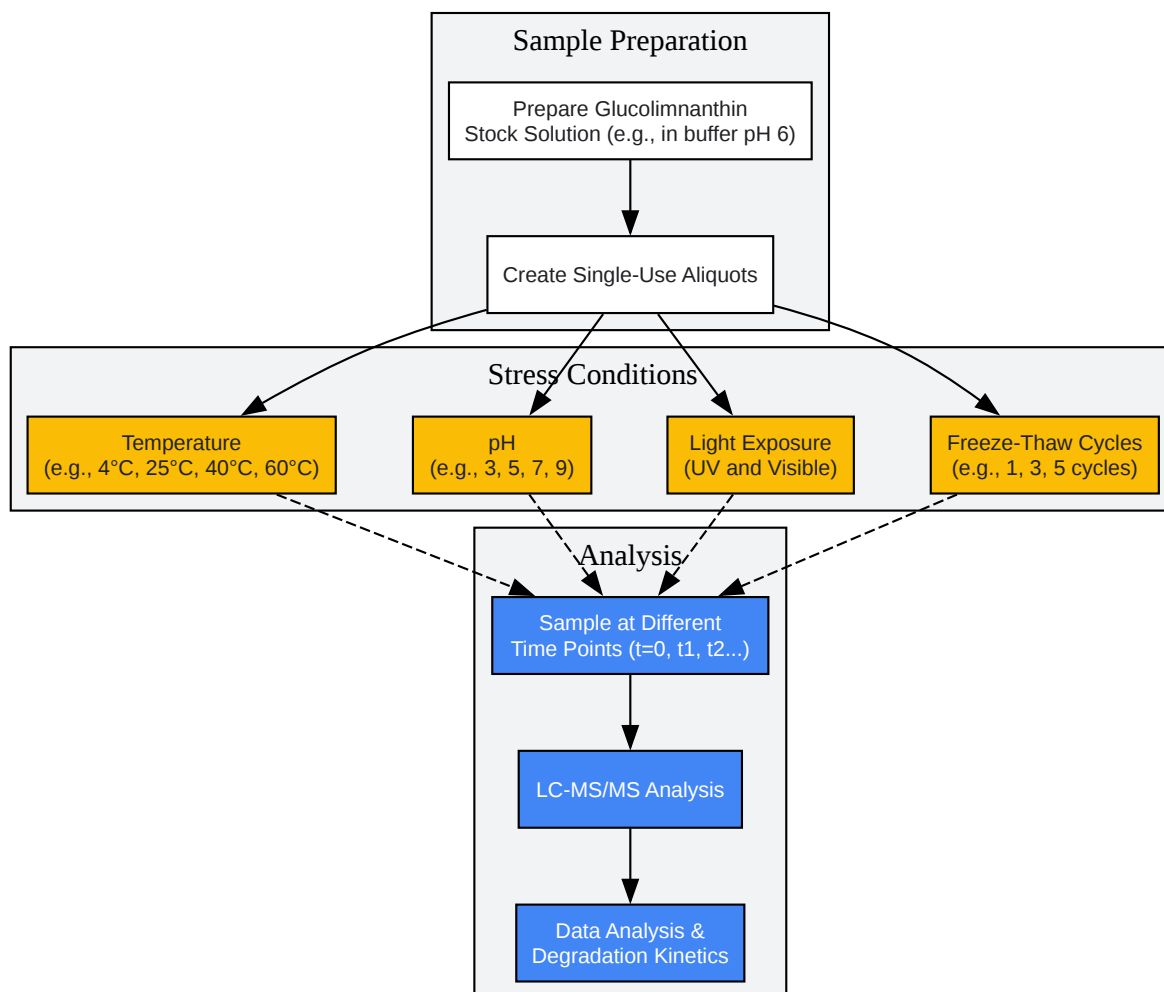 Sample Preparation
Prepare Glucolimnanthin
Stock Solution (e.g., in buffer pH 6)
Create Single-Use Aliquots
Stress Conditions
Temperature
(e.g., 4°C, 25°C, 40°C, 60°C)
pH
(e.g., 3, 5, 7, 9)
Light Exposure
(UV and Visible)
Freeze-Thaw Cycles
(e.g., 1, 3, 5 cycles)
Analysis
Sample at Different
Time Points (t=0, t1, t2...)
LC-MS/MS Analysis
Data Analysis &
Degradation Kinetics